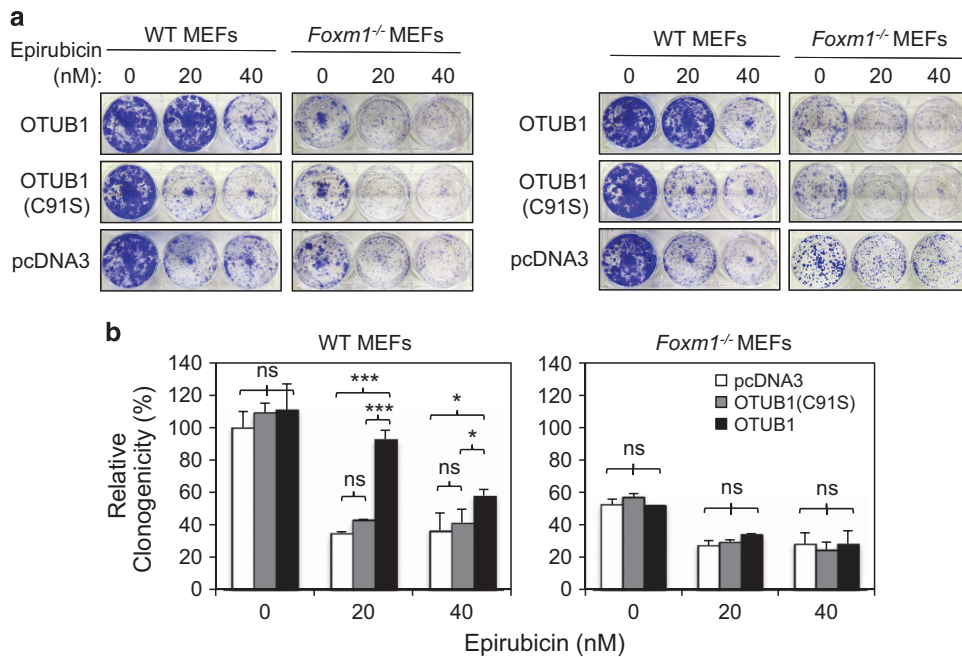 a
WT MEFs
Foxm1-/- MEFs
WT MEFs
Foxm1-/- MEFs
Epirubicin
(nM):
0 20 40
0 20 40
0 20 40
0 20 40
OTUB1
OTUB1
OTUB1
(C91S)
OTUB1
(C91S)
pcDNA3
pcDNA3
b
WT MEFs
Relative
Clonogenicity (%)
140
120
100
80
60
40
20
0
ns
***
***
ns
*
*
ns
0 20 40
Foxm1-/- MEFs
140
120
100
80
60
40
20
0
pcDNA3
OTUB1(C91S)
OTUB1
ns
ns
ns
0 20 40
Epirubicin (nM)